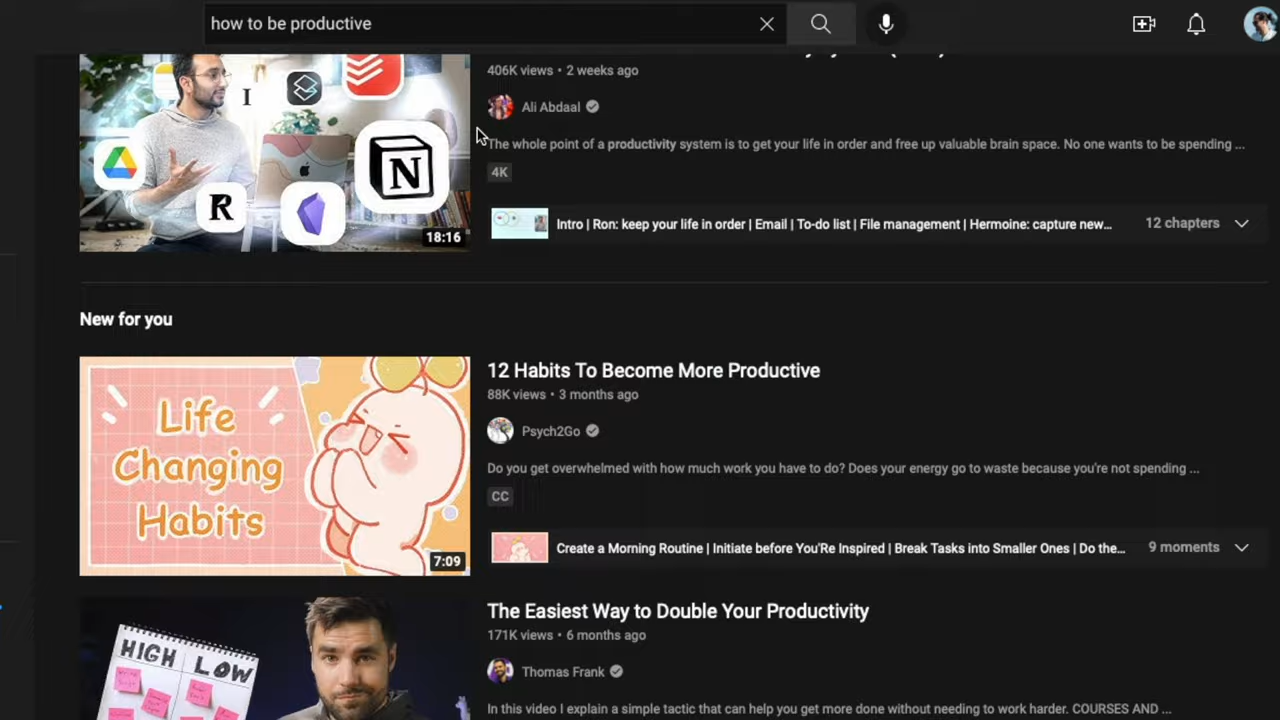 how to be productive
406K views • 2 weeks ago
Ali Abdaal
The whole point of a productivity system is to get your life in order and free up valuable brain space. No one wants to be spending ...
4K
I
N
R
18:16
Intro | Ron: keep your life in order | Email | To-do list | File management | Hermoine: capture new...
12 chapters
New for you
Life
Changing
Habits
7:09
12 Habits To Become More Productive
88K views • 3 months ago
Psych2Go
Do you get overwhelmed with how much work you have to do? Does your energy go to waste because you're not spending ...
CC
Create a Morning Routine | Initiate before You'Re Inspired | Break Tasks into Smaller Ones | Do the...
9 moments
HIGH LOW
The Easiest Way to Double Your Productivity
171K views • 6 months ago
Thomas Frank
In this video I explain a simple tactic that can help you get more done without needing to work harder. COURSES AND ...